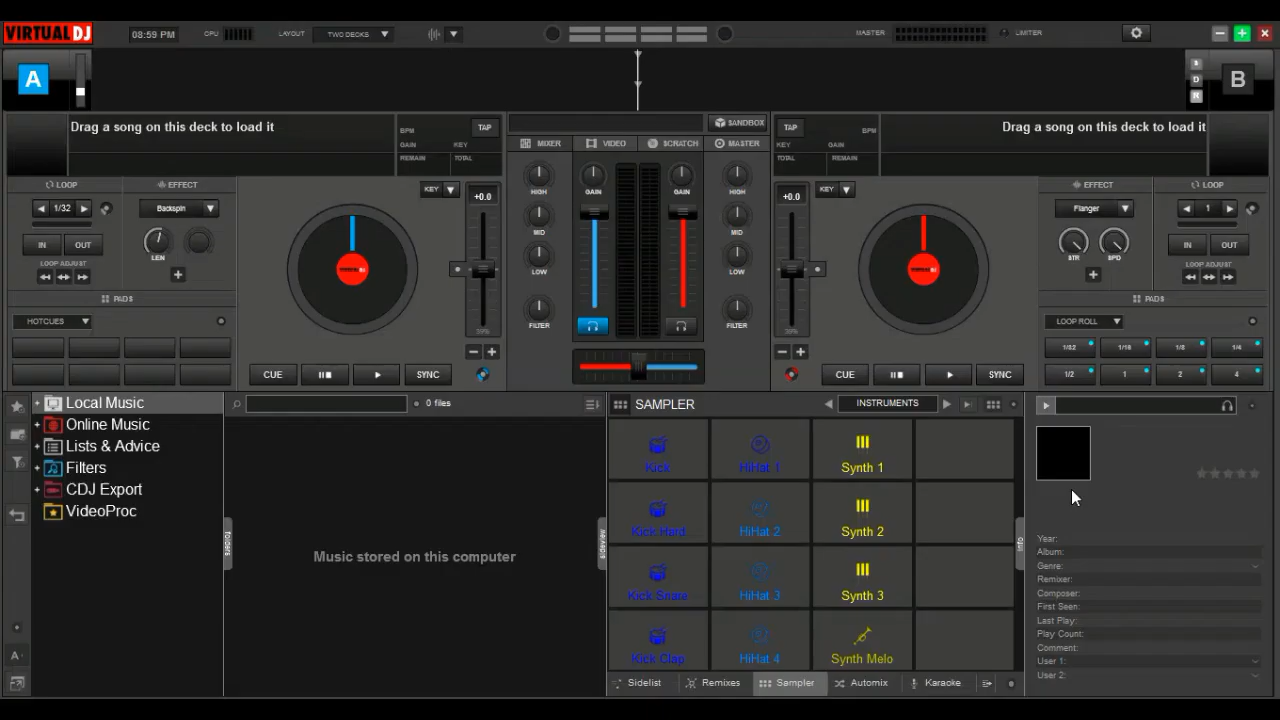 VIRTUAL DJ 08:59 PM CPU LAYOUT TWO DECKS MASTER LIMITER
A B
S
D
R
Drag a song on this deck to load it BPM TAP
GAIN KEY
REMAIN TOTAL
SANDBOX
MIXER VIDEO SCRATCH MASTER
TAP BPM Drag a song on this deck to load it
KEY GAIN
TOTAL REMAIN
LOOP EFFECT
1/32 Backspin
LEN
IN OUT
LOOP ADJUST
PADS
HOTCUES
KEY +0.0
CUE SYNC
HIGH GAIN GAIN HIGH
MID MID
LOW LOW
FILTER FILTER
+0.0 KEY
CUE SYNC
EFFECT LOOP
Flanger 1
STR SPD
IN OUT
LOOP ADJUST
PADS
LOOP ROLL
1/32 1/16 1/8 1/4
1/2 1 2 4
Local Music
Online Music
Lists & Advice
Filters
CDJ Export
VideoProc
folders
0 files
Music stored on this computer
sideview
SAMPLER INSTRUMENTS
Kick HiHat 1 Synth 1
Kick Hard HiHat 2 Synth 2
Kick Snare HiHat 3 Synth 3
Kick Clap HiHat 4 Synth Melo
Sidelist Remixes Sampler Automix Karaoke
info
Year:
Album:
Genre:
Remixer:
Composer:
First Seen:
Last Play:
Play Count:
Comment:
User 1:
User 2:
A